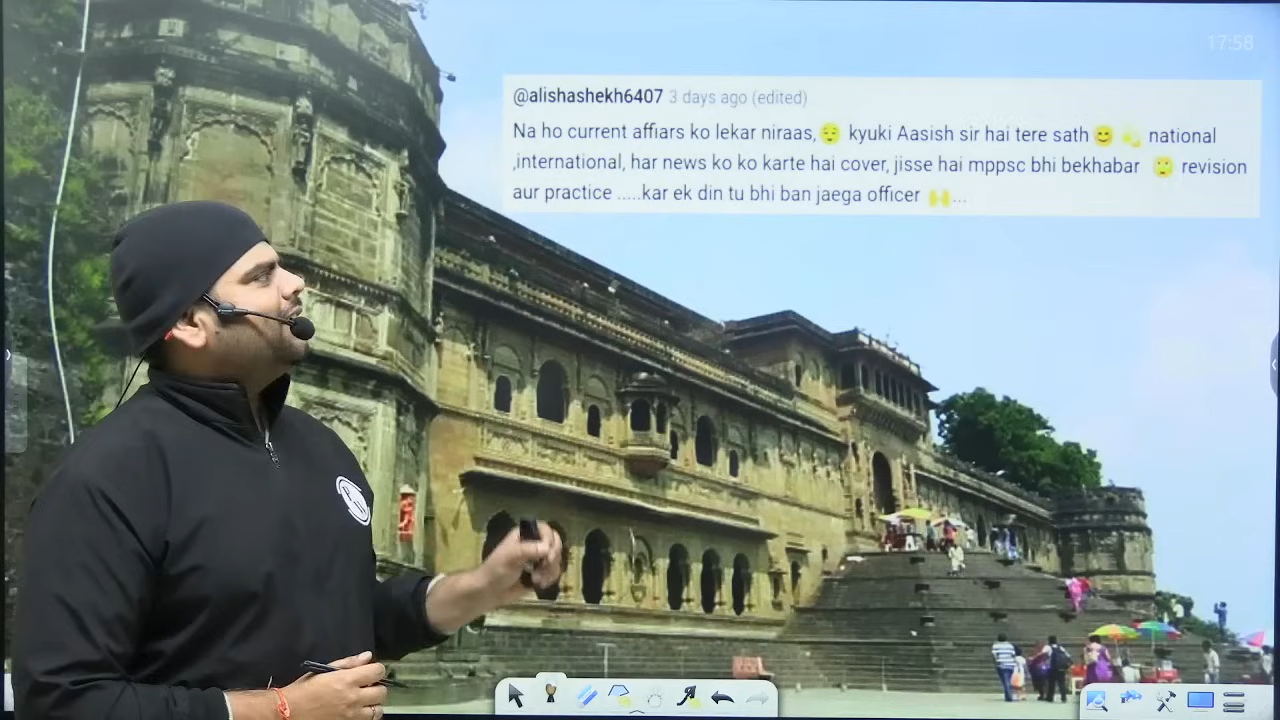 17:58
@alishashekh6407 3 days ago (edited)
Na ho current affiars ko lekar niraas,😌 kyuki Aasish sir hai tere sath😊 💫 national
,international, har news ko ko karte hai cover, jisse hai mppsc bhi bekhabar 🙂 revision
aur practice .....kar ek din tu bhi ban jaega officer 🙌...